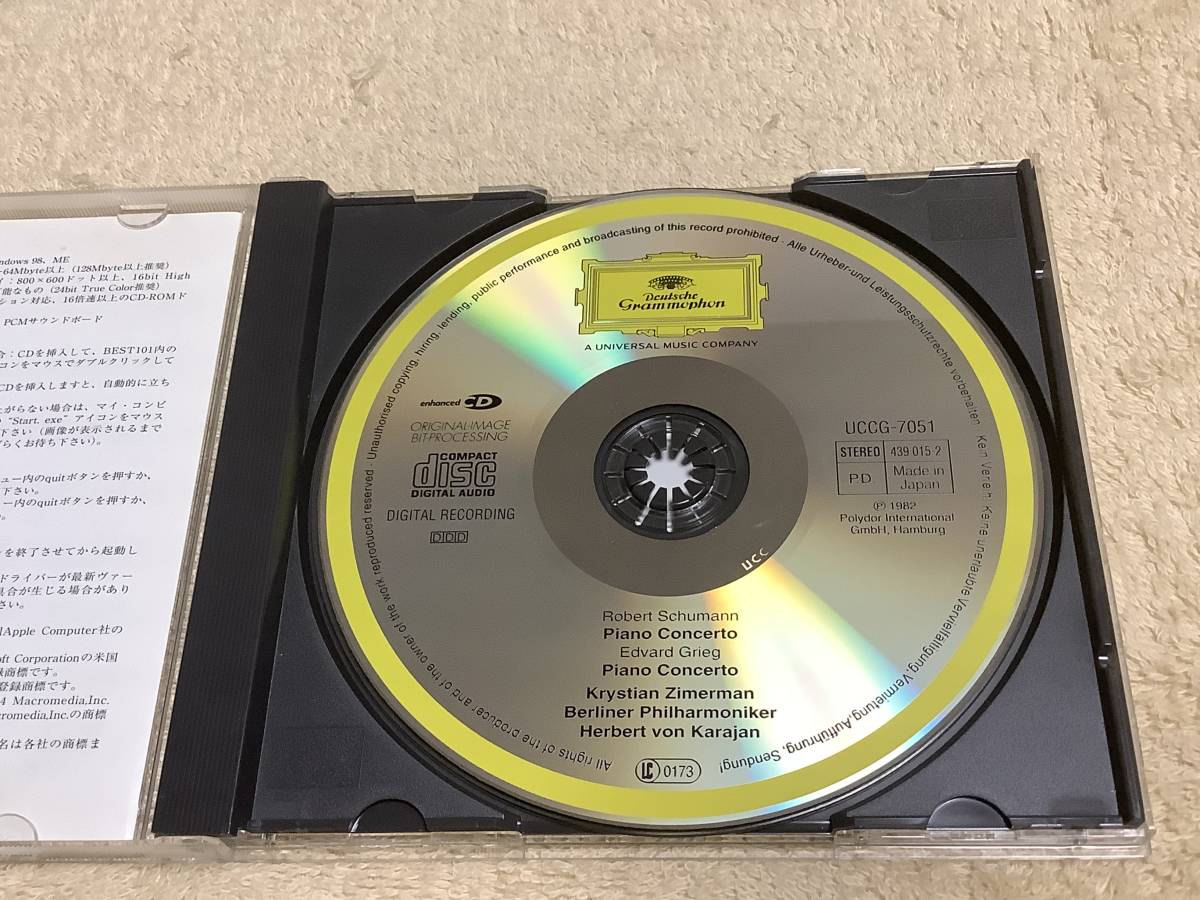 ndows 98、ME
64Mbyte以上（128Mbyte以上推奨）
イ：800×600ドット以上、16bit High
能なもの（24bit True Color推奨）
ション対応、16倍速以上のCD-ROMド
PCMサウンドボード
合：CDを挿入して、BEST101内の
コンをマウスでダブルクリックして
CDを挿入しますと、自動的に立ち
がらない場合は、マイ・コンピ
“Start. exe” アイコンをマウス
下さい（画像が表示されるまで
らくお待ち下さい）。
ュー内のquitボタンを押すか、
下さい。
ー内のquitボタンを押すか、
を終了させてから起動し
ドライバーが最新ヴァー
具合が生じる場合があり
さい。
Apple Computer社の
oft Corporationの米国
録商標です。
登録商標です。
4 Macromedia,Inc.
cromedia,Inc.の商標
名は各社の商標ま
All rights of the producer and of the owner of the work reproduced reserved · Unauthorised copying, hiring, lending, public performance and broadcasting of this record prohibited · Alle Urheber-und Leistungsschutzrechte vorbehalten · Kein Verleih · Keine unerlaubte Vervielfältigung, Vermietung, Aufführung, Sendung!
Deutsche
Grammophon
A UNIVERSAL MUSIC COMPANY
enhanced CD
ORIGINAL-IMAGE
BIT-PROCESSING
COMPACT
disc
DIGITAL AUDIO
DIGITAL RECORDING
DDD
UCCG-7051
STEREO 439 015-2
P.D. Made in
Japan
℗ 1982
Polydor International
GmbH, Hamburg
UCC
Robert Schumann
Piano Concerto
Edvard Grieg
Piano Concerto
Krystian Zimerman
Berliner Philharmoniker
Herbert von Karajan
LC 0173